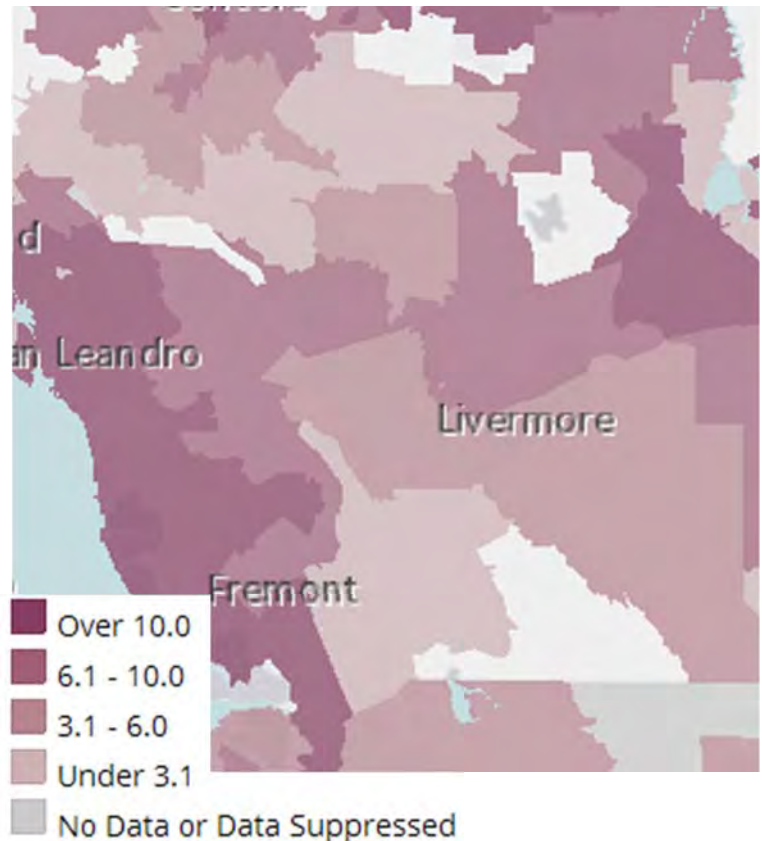 d
an Leandro
Livermore
Fremont
Over 10.0
6.1 - 10.0
3.1 - 6.0
Under 3.1
No Data or Data Suppressed